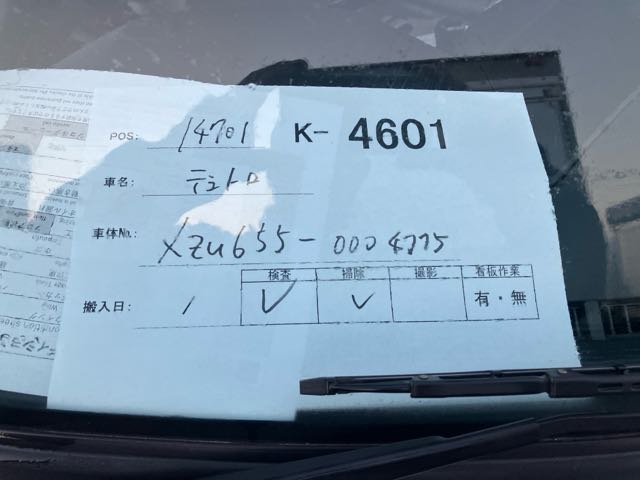 POS: 14701 K- 4601
車名: デュトロ
車体No. XZU655-0004775
検査 掃除 撮影 看板作業
搬入日: / ✓ ✓ 有・無